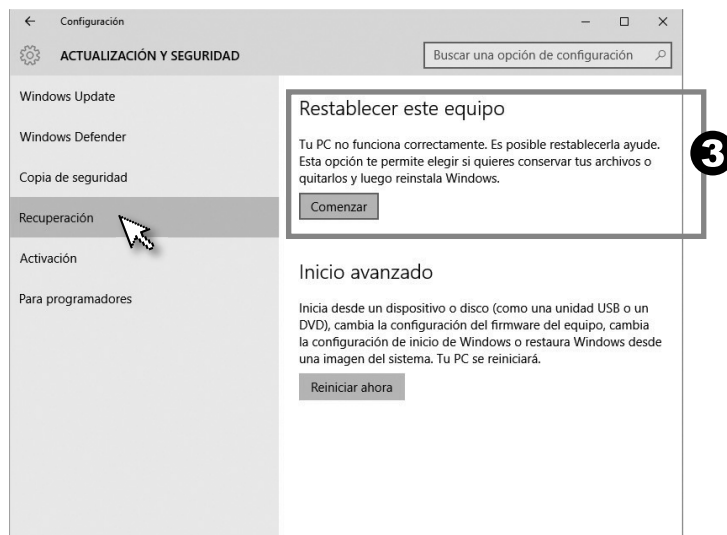 Configuración
ACTUALIZACIÓN Y SEGURIDAD
Buscar una opción de configuración
Windows Update
Windows Defender
Copia de seguridad
Recuperación
Activación
Para programadores
Restablecer este equipo
Tu PC no funciona correctamente. Es posible restablecerla ayude.
Esta opción te permite elegir si quieres conservar tus archivos o
quitarlos y luego reinstala Windows.
Comenzar
3
Inicio avanzado
Inicia desde un dispositivo o disco (como una unidad USB o un
DVD), cambia la configuración del firmware del equipo, cambia
la configuración de inicio de Windows o restaura Windows desde
una imagen del sistema. Tu PC se reiniciará.
Reiniciar ahora